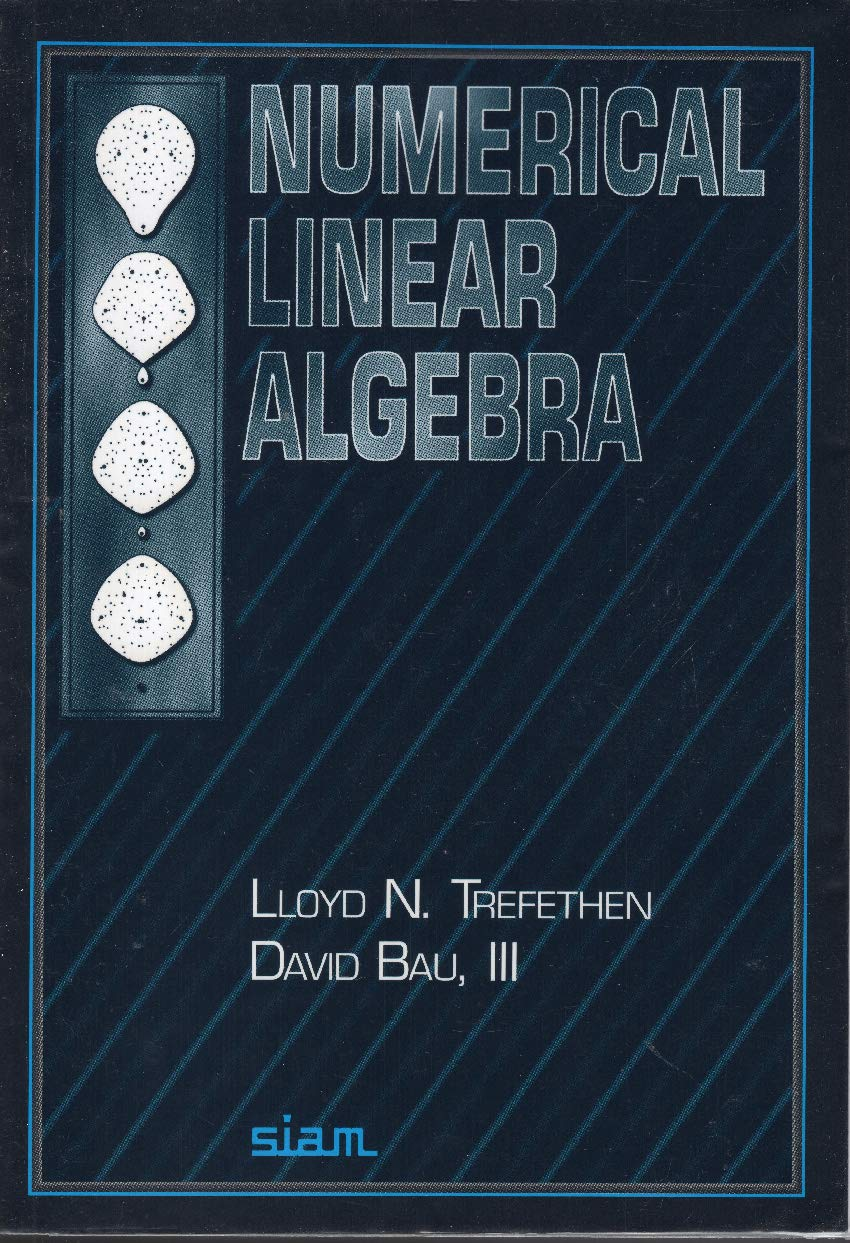 NUMERICAL
LINEAR
ALGEBRA
LLOYD N. TREFETHEN
DAVID BAU, III
siam